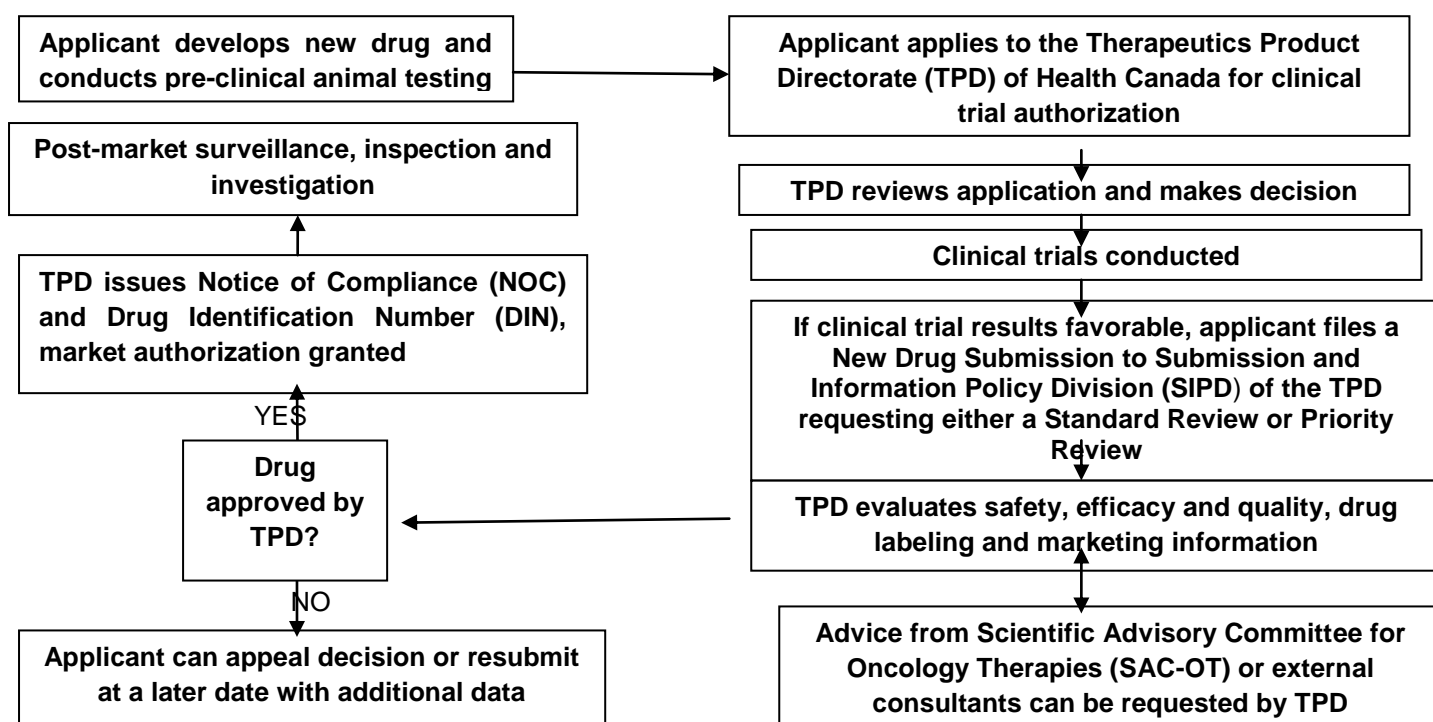 Applicant develops new drug and
conducts pre-clinical animal testing
Applicant applies to the Therapeutics Product
Directorate (TPD) of Health Canada for clinical
trial authorization
TPD reviews application and makes decision
Clinical trials conducted
If clinical trial results favorable, applicant files a
New Drug Submission to Submission and
Information Policy Division (SIPD) of the TPD
requesting either a Standard Review or Priority
Review
TPD evaluates safety, efficacy and quality, drug
labeling and marketing information
Advice from Scientific Advisory Committee for
Oncology Therapies (SAC-OT) or external
consultants can be requested by TPD
Drug
approved by
TPD?
YES
TPD issues Notice of Compliance (NOC)
and Drug Identification Number (DIN),
market authorization granted
Post-market surveillance, inspection and
investigation
NO
Applicant can appeal decision or resubmit
at a later date with additional data